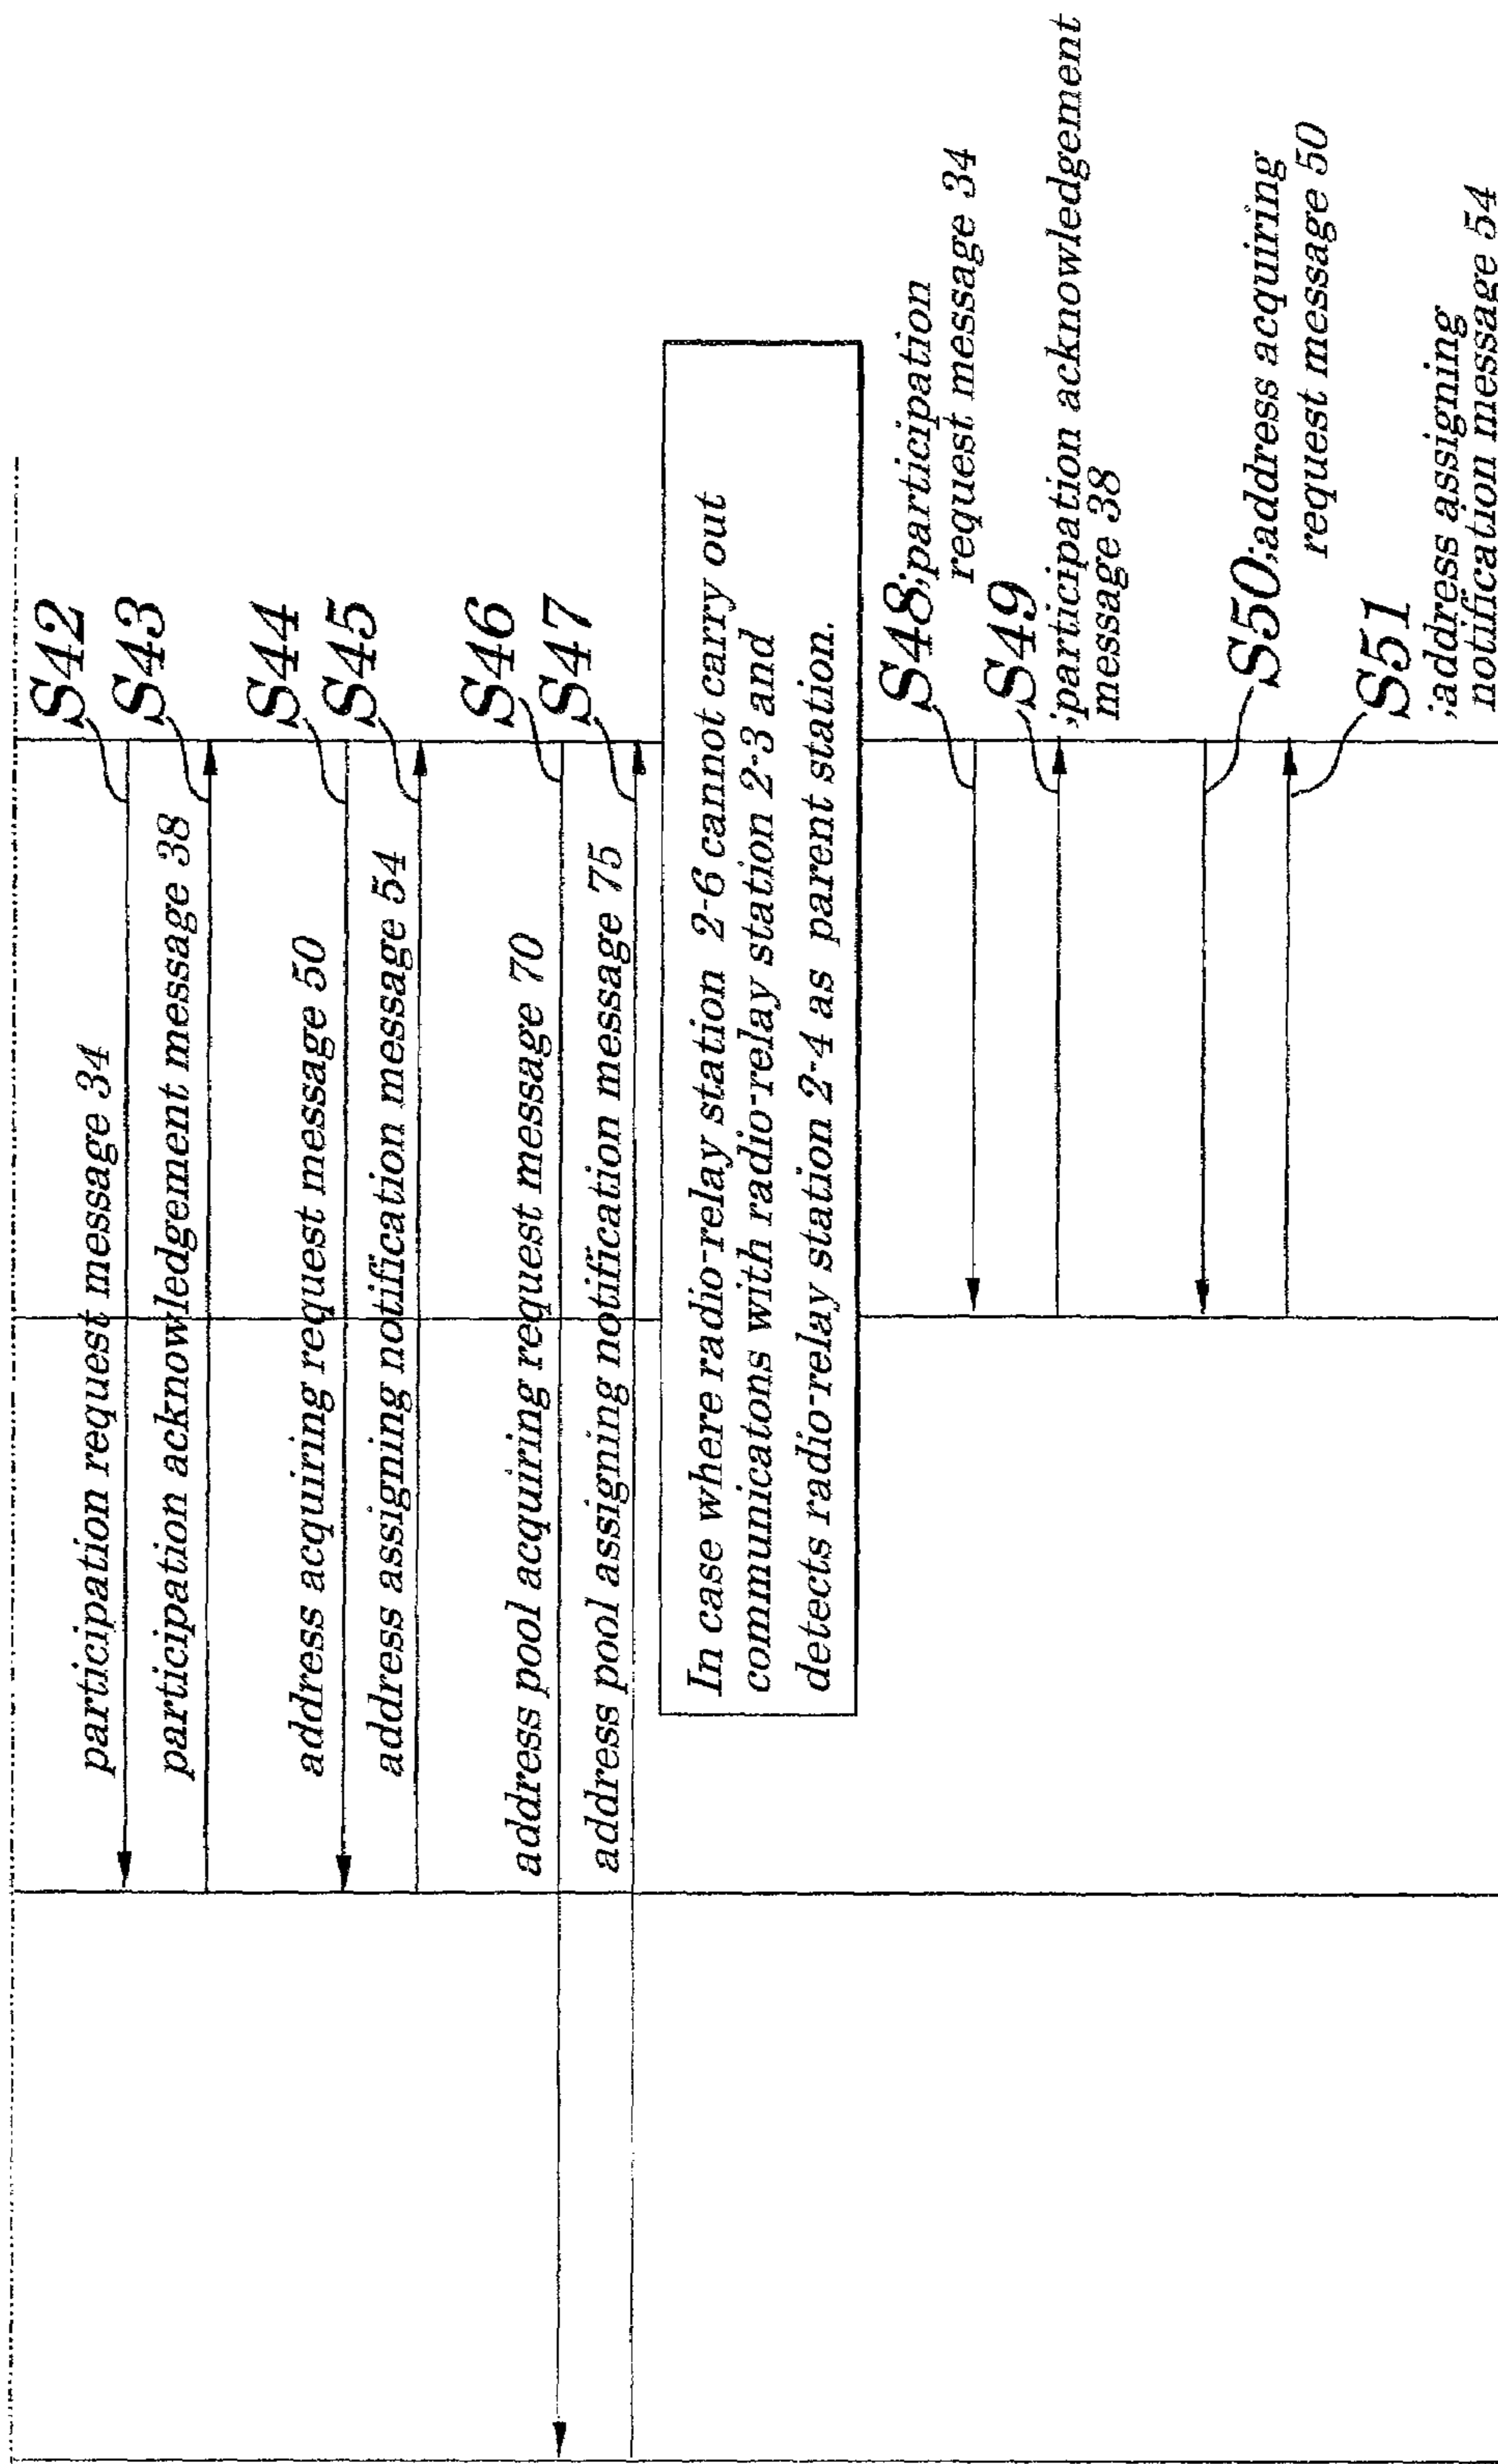 S42
participation request message 34
S43
participation acknowledgement message 38
S44
address acquiring request message 50
S45
address assigning notification message 54
S46
address pool acquiring request message 70
S47
address pool assigning notification message 75
In case where radio-relay station 2-6 cannot carry out
communicatons with radio-relay station 2-3 and
detects radio-relay station 2-4 as parent station.
S48;participation
request message 34
S49
;participation acknowledgement
message 38
S50;address acquiring
request message 50
S51
;address assigning
notification message 54